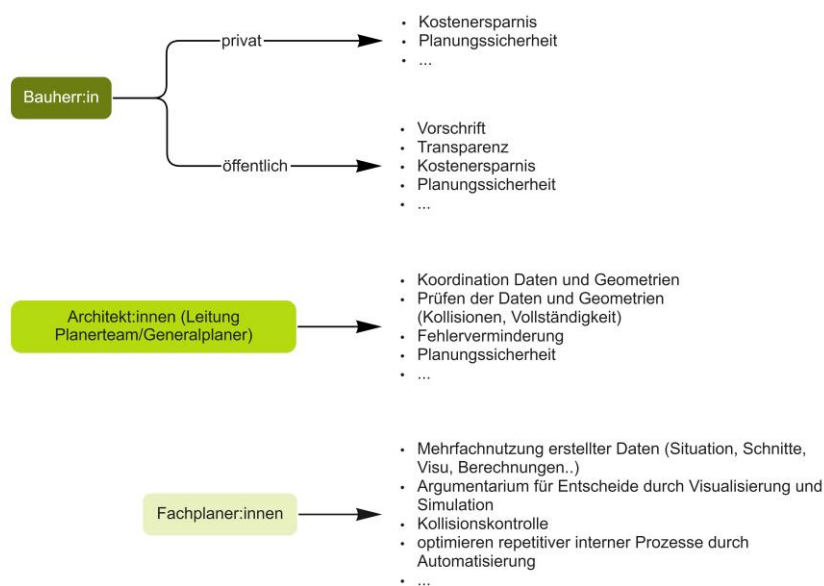 privat
• Kostenersparnis
• Planungssicherheit
• ...
Bauherr:in
öffentlich
• Vorschrift
• Transparenz
• Kostenersparnis
• Planungssicherheit
• ...
Architekt:innen (Leitung
Planerteam/Generalplaner)
• Koordination Daten und Geometrien
• Prüfen der Daten und Geometrien
(Kollisionen, Vollständigkeit)
• Fehlerverminderung
• Planungssicherheit
• ...
Fachplaner:innen
• Mehrfachnutzung erstellter Daten (Situation, Schnitte,
Visu, Berechnungen..)
• Argumentarium für Entscheide durch Visualisierung und
Simulation
• Kollisionskontrolle
• optimieren repetitiver interner Prozesse durch
Automatisierung
• ...